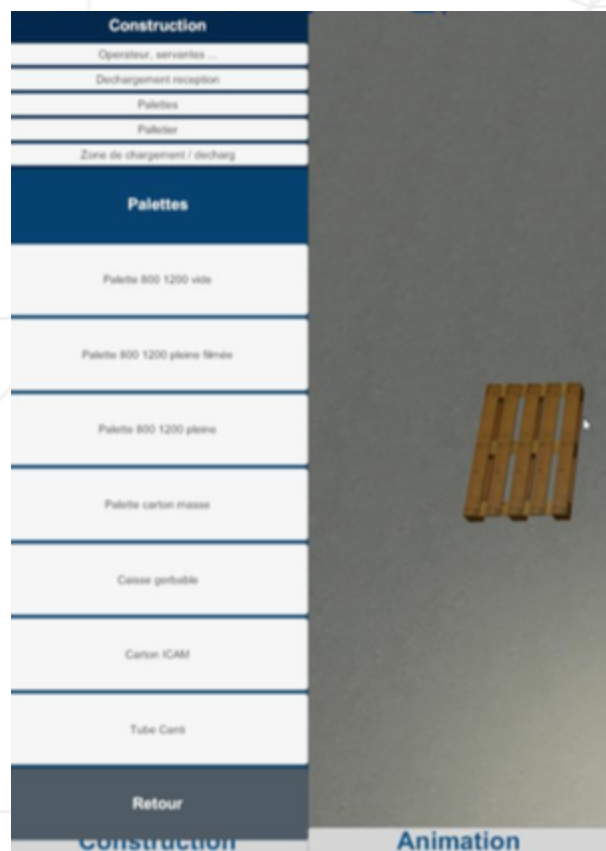 Construction
Operateur, servantes ...
Dechargement reception
Palettes
Palletier
Zone de chargement / decharg
Palettes
Palette 800 1200 vide
Palette 800 1200 pleine filmée
Palette 800 1200 pleine
Palette carton masse
Caisse gerbable
Carton ICAM
Tube Canti
Retour
Construction
Animation